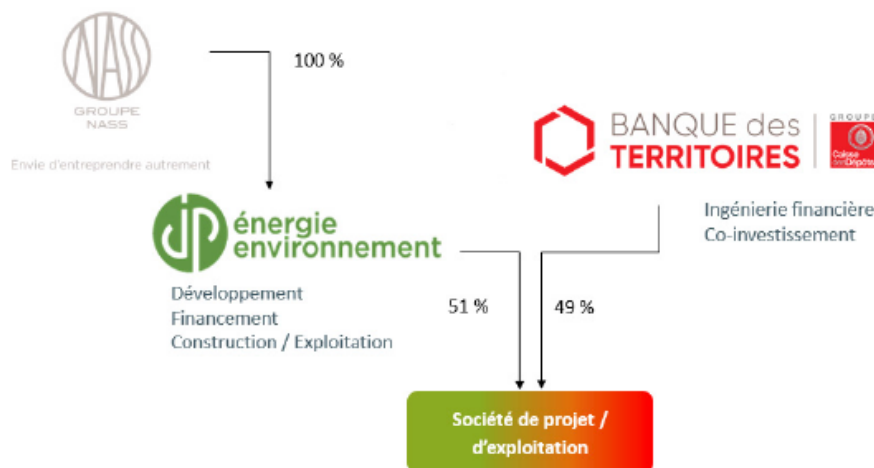 NASS
GROUPE
NASS
Envie d'entreprendre autrement
100 %
BANQUE des
TERRITOIRES
GROUPE
Caisse
des Dépôts
Ingénierie financière
Co-investissement
JP énergie
environnement
Développement
Financement
Construction / Exploitation
51 %
49 %
Société de projet /
d'exploitation